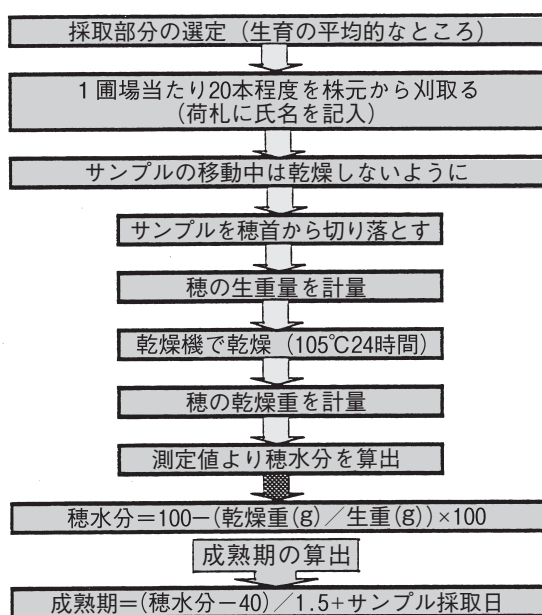 採取部分の選定（生育の平均的なところ）
１圃場当たり20本程度を株元から刈取る
（荷札に氏名を記入）
サンプルの移動中は乾燥しないように
サンプルを穂首から切り落とす
穂の生重量を計量
乾燥機で乾燥（105℃24時間）
穂の乾燥重を計量
測定値より穂水分を算出
穂水分＝100－(乾燥重(g)／生重(g))×100
成熟期の算出
成熟期＝(穂水分－40)／1.5+サンプル採取日